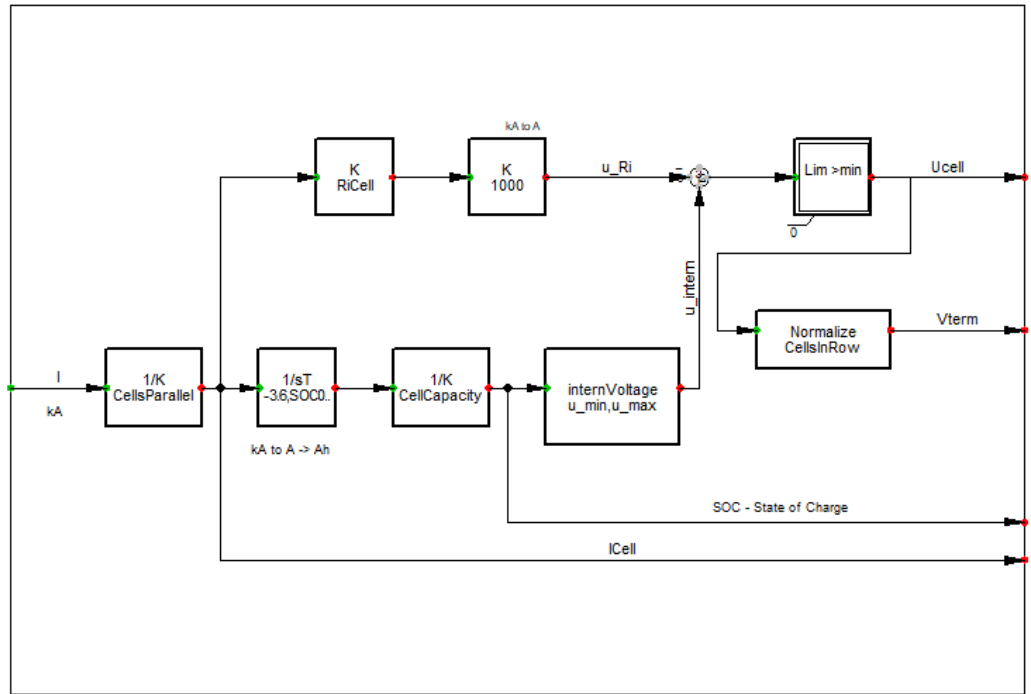 kA to A
K
RiCell
K
1000
u_Ri
Lim >min
0
Ucell
u_intern
Normalize
CellsInRow
Vterm
I
kA
1/K
CellsParallel
1/sT
-3.6,SOC0..
kA to A -> Ah
1/K
CellCapacity
internVoltage
u_min,u_max
SOC - State of Charge
ICell